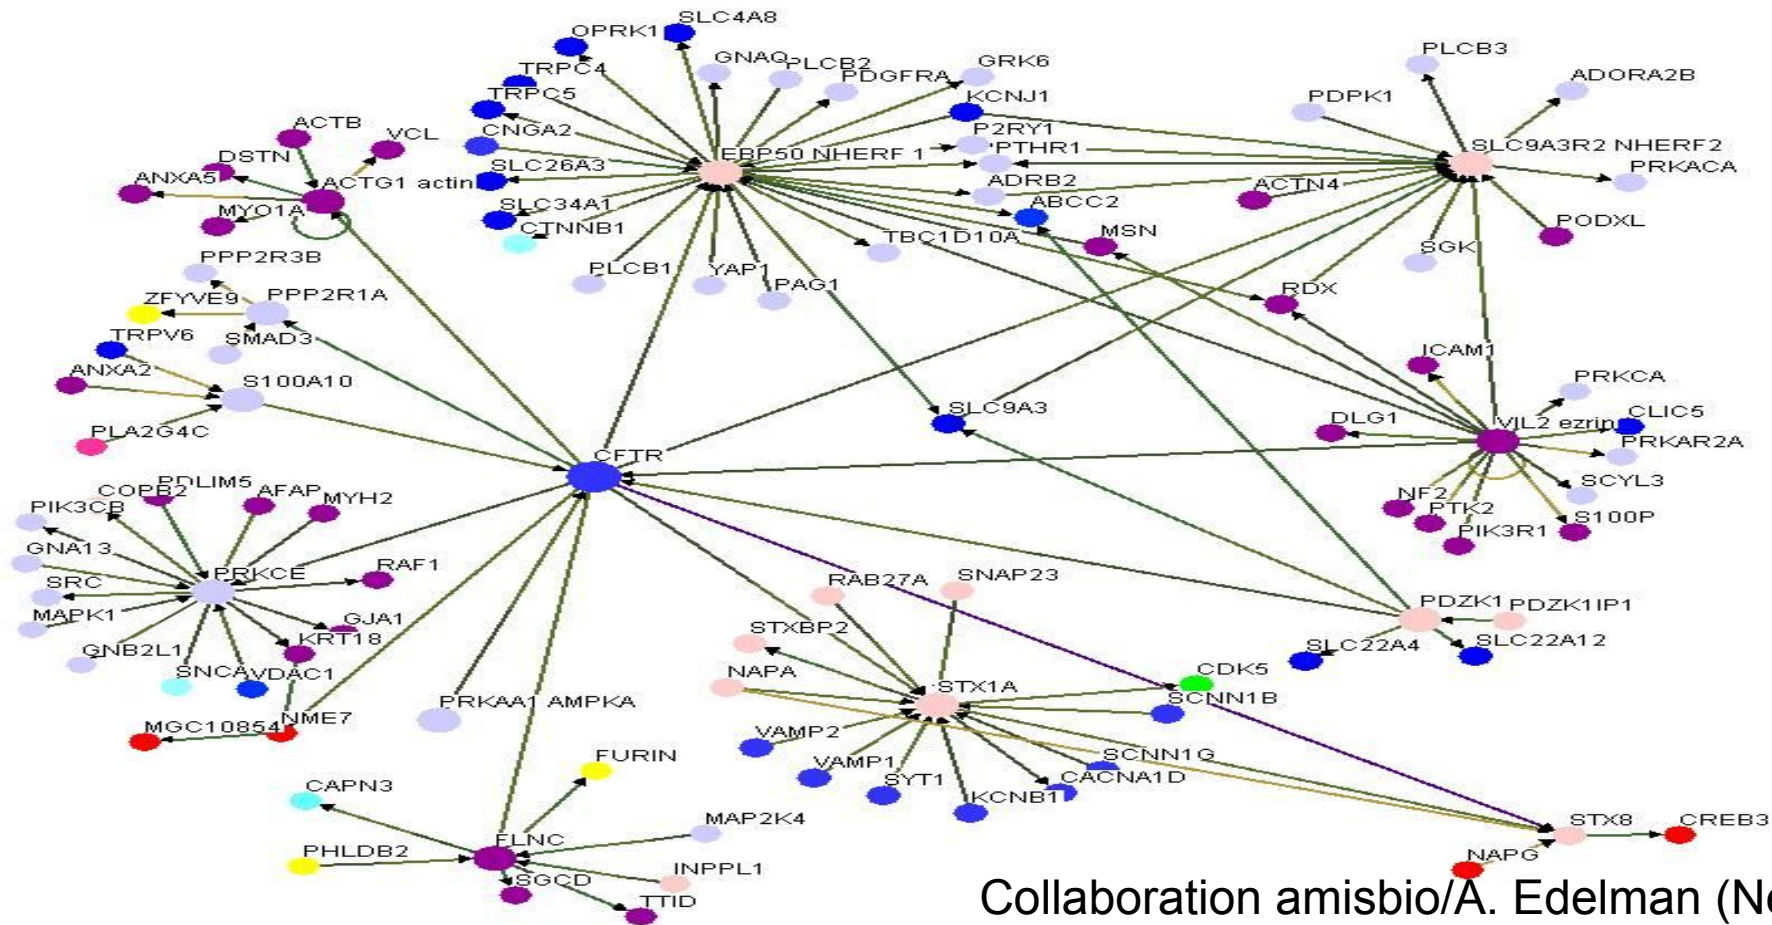 SLC4A8
OPRK1
GNAQ
PLCB2
GRK6
PLCB3
TRPC4
PDGFRA
ADORA2B
TRPC5
KCNJ1
PDPK1
ACTB
VCL
CNGA2
P2RY1
EBP50 NHERF 1
PTHR1
SLC9A3R2 NHERF2
DSTN
SLC26A3
PRKACA
ANXA5
ACTG1 actin
ADRB2
ACTN4
MYO1A
SLC34A1
ABCC2
PODXL
CTNNB1
TBC1D10A
MSN
SGK
PPP2R3B
PLCB1
YAP1
PAG1
RDX
ZFYVE9
PPP2R1A
TRPV6
SMAD3
ICAM1
ANXA2
S100A10
PRKCA
SLC9A3
DLG1
VIL2 ezrin
CLIC5
PLA2G4C
PRKAR2A
CFTR
COPB2
PDLIM5
AFAP
MYH2
SCYL3
PIK3CB
NF2
PTK2
S100P
PIK3R1
GNA13
PRKCE
RAF1
SRC
RAB27A
SNAP23
MAPK1
GJA1
PDZK1
PDZK1IP1
KRT18
STXBP2
SLC22A4
SLC22A12
GNB2L1
SNCA
VDAC1
NAPA
STX1A
CDK5
PRKAA1 AMPKA
SCNN1B
MGC10854
NME7
VAMP2
FURIN
VAMP1
SCNN1G
CAPN3
SYT1
KCNB1
CACNA1D
MAP2K4
STX8
CREB3
PHLDB2
FLNC
NAPG
INPPL1
SGCD
TTID
Collaboration amisbio/A. Edelman (Ne